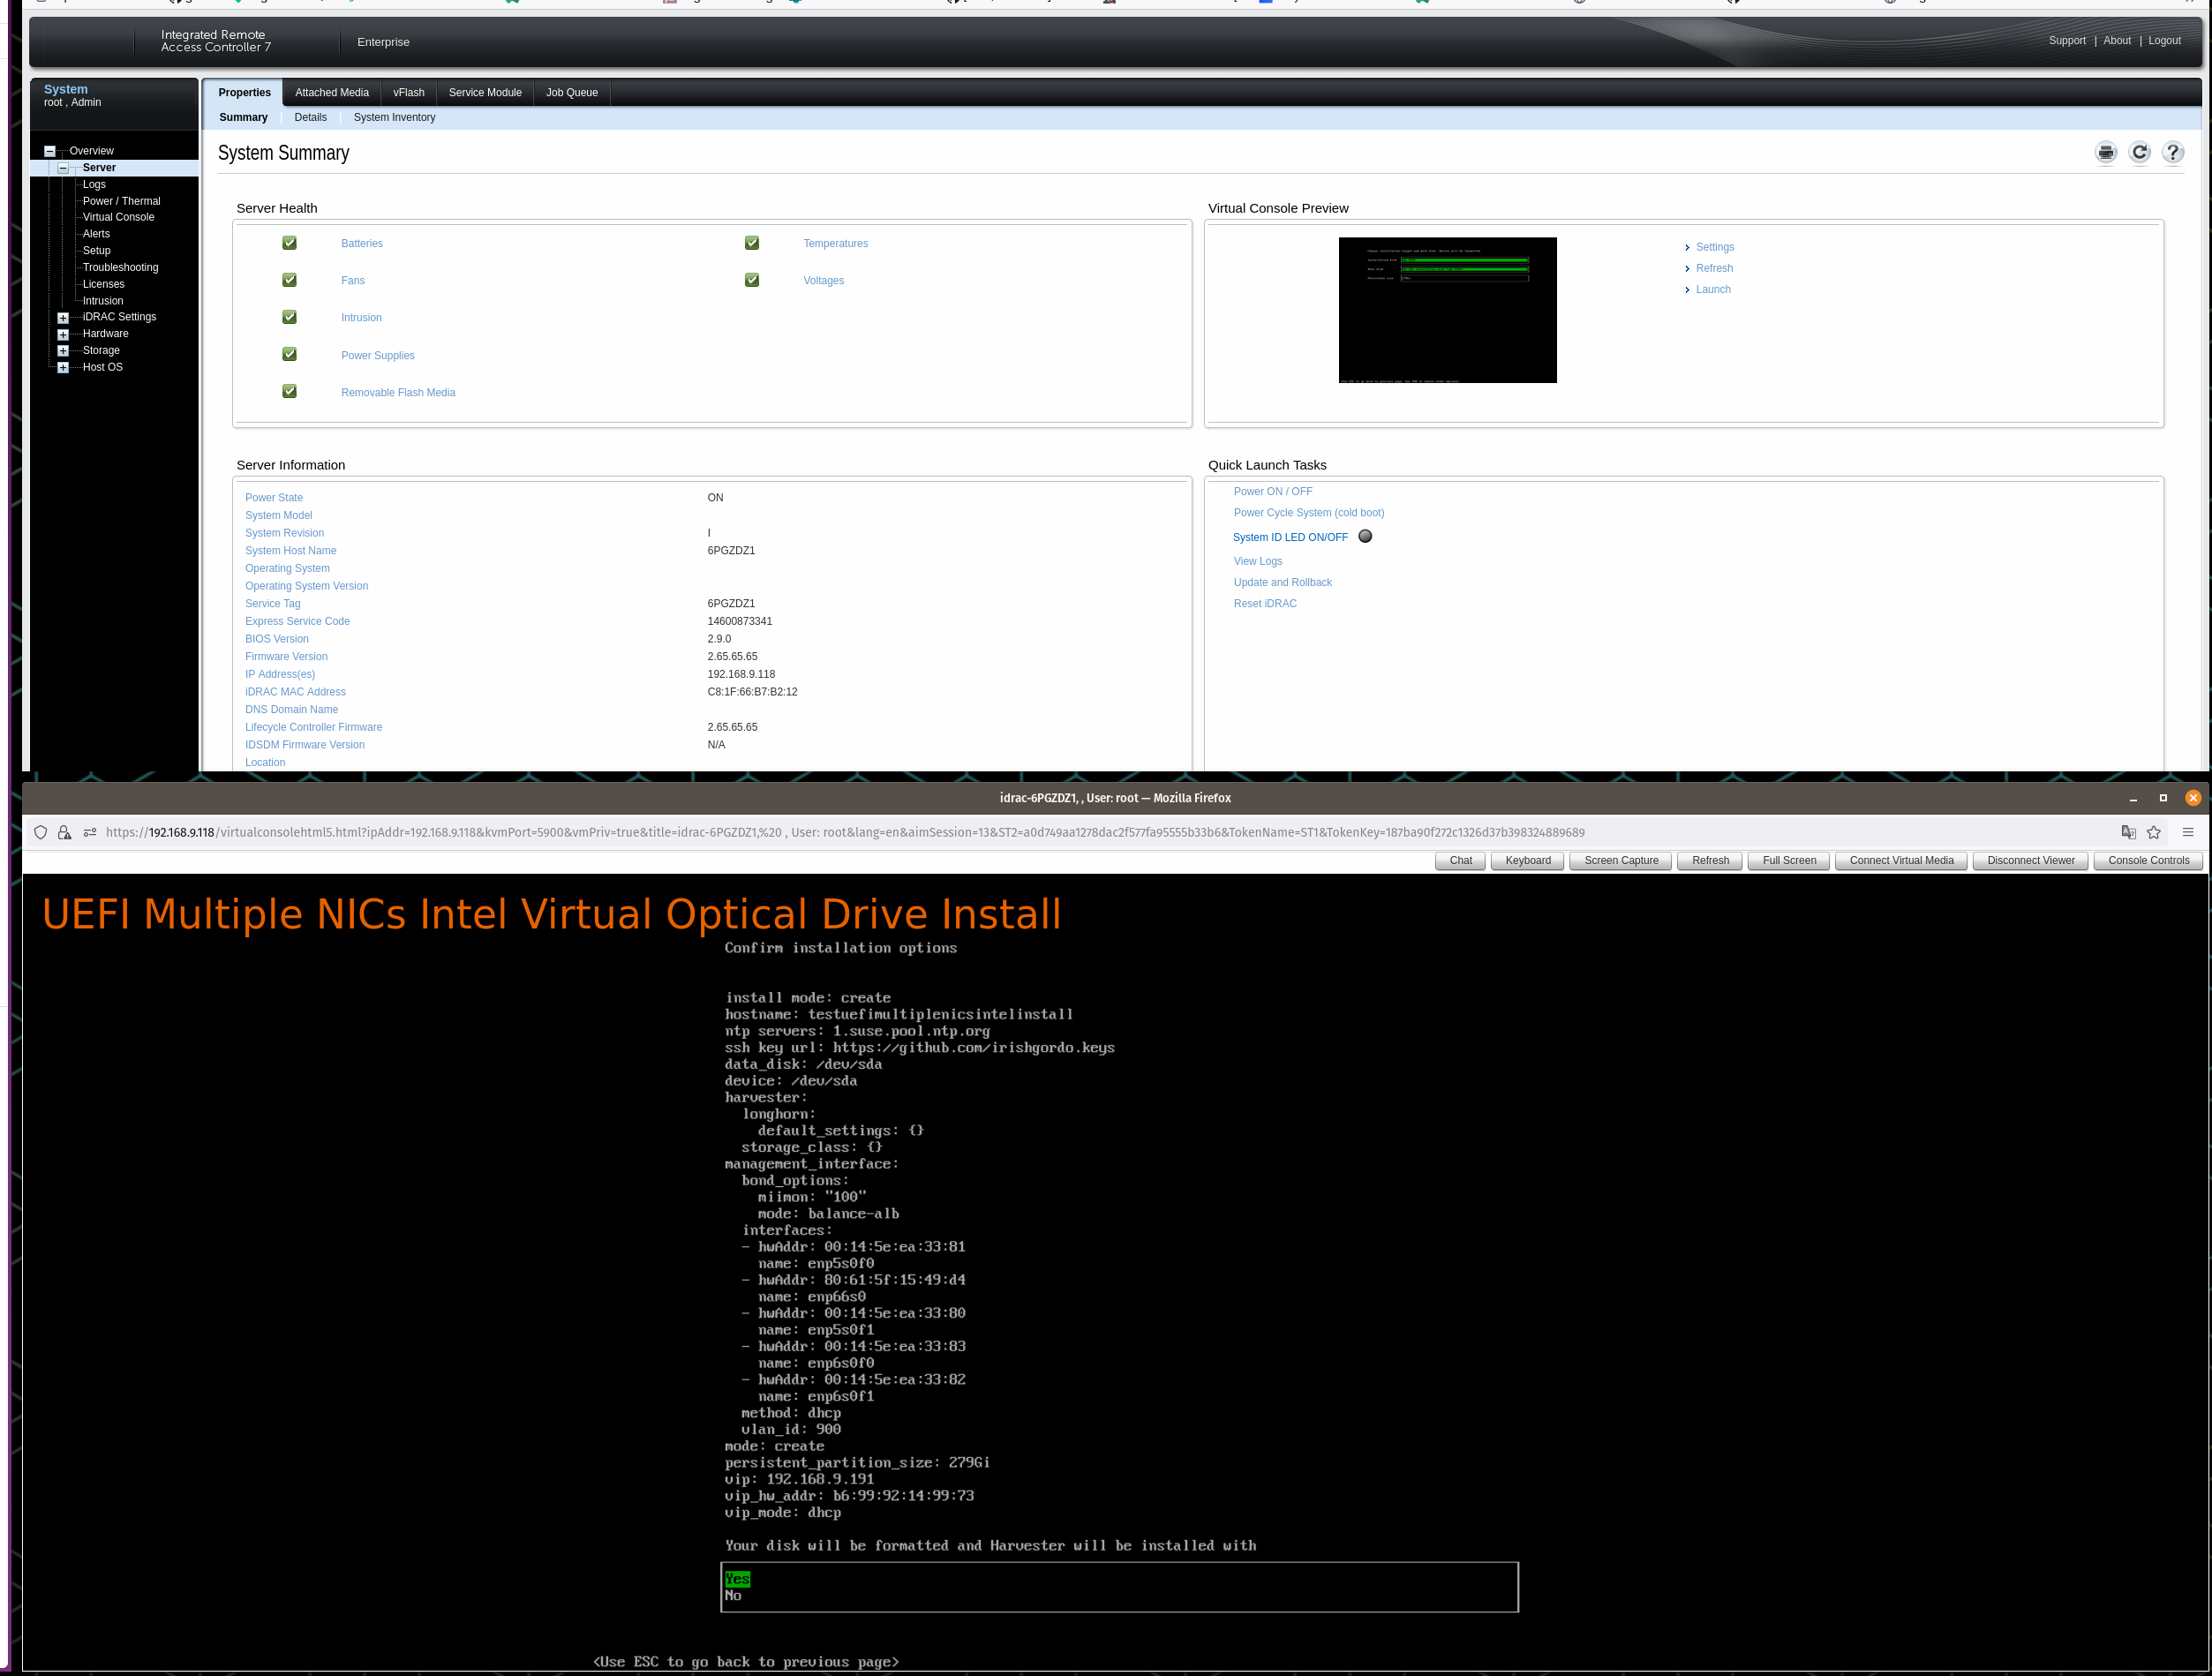 Integrated Remote
Access Controller 7
Enterprise
Support | About | Logout
System
root , Admin
Properties
Attached Media
vFlash
Service Module
Job Queue
Summary
Details
System Inventory
Overview
Server
Logs
Power / Thermal
Virtual Console
Alerts
Setup
Troubleshooting
Licenses
Intrusion
iDRAC Settings
Hardware
Storage
Host OS
System Summary
Server Health
Batteries
Temperatures
Fans
Voltages
Intrusion
Power Supplies
Removable Flash Media
Virtual Console Preview
Settings
Refresh
Launch
Server Information
Power State ON
System Model
System Revision I
System Host Name 6PGZDZ1
Operating System
Operating System Version
Service Tag 6PGZDZ1
Express Service Code 14600873341
BIOS Version 2.9.0
Firmware Version 2.65.65.65
IP Address(es) 192.168.9.118
iDRAC MAC Address C8:1F:66:B7:B2:12
DNS Domain Name
Lifecycle Controller Firmware 2.65.65.65
IDSDM Firmware Version N/A
Location
Quick Launch Tasks
Power ON / OFF
Power Cycle System (cold boot)
System ID LED ON/OFF
View Logs
Update and Rollback
Reset iDRAC
idrac-6PGZDZ1, , User: root — Mozilla Firefox
https://192.168.9.118/virtualconsolehtml5.html?ipAddr=192.168.9.118&kvmPort=5900&vmPriv=true&title=idrac-6PGZDZ1,%20 , User: root&lang=en&aimSession=13&ST2=a0d749aa1278dac2f577fa95555b33b6&TokenName=ST1&TokenKey=187ba90f272c1326d37b398324889689
Chat
Keyboard
Screen Capture
Refresh
Full Screen
Connect Virtual Media
Disconnect Viewer
Console Controls
UEFI Multiple NICs Intel Virtual Optical Drive Install
Confirm installation options
install mode: create
hostname: testuefimultiplenicsintelinstall
ntp servers: 1.suse.pool.ntp.org
ssh key url: https://github.com/irishgordo.keys
data_disk: /dev/sda
device: /dev/sda
harvester:
longhorn:
default_settings: {}
storage_class: {}
management_interface:
bond_options:
miimon: "100"
mode: balance-alb
interfaces:
- hwAddr: 00:14:5e:ea:33:81
name: enp5s0f0
- hwAddr: 80:61:5f:15:49:d4
name: enp66s0
- hwAddr: 00:14:5e:ea:33:80
name: enp5s0f1
- hwAddr: 00:14:5e:ea:33:83
name: enp6s0f0
- hwAddr: 00:14:5e:ea:33:82
name: enp6s0f1
method: dhcp
vlan_id: 900
mode: create
persistent_partition_size: 279Gi
vip: 192.168.9.191
vip_hw_addr: b6:99:92:14:99:73
vip_mode: dhcp
Your disk will be formatted and Harvester will be installed with
Yes
No
<Use ESC to go back to previous page>